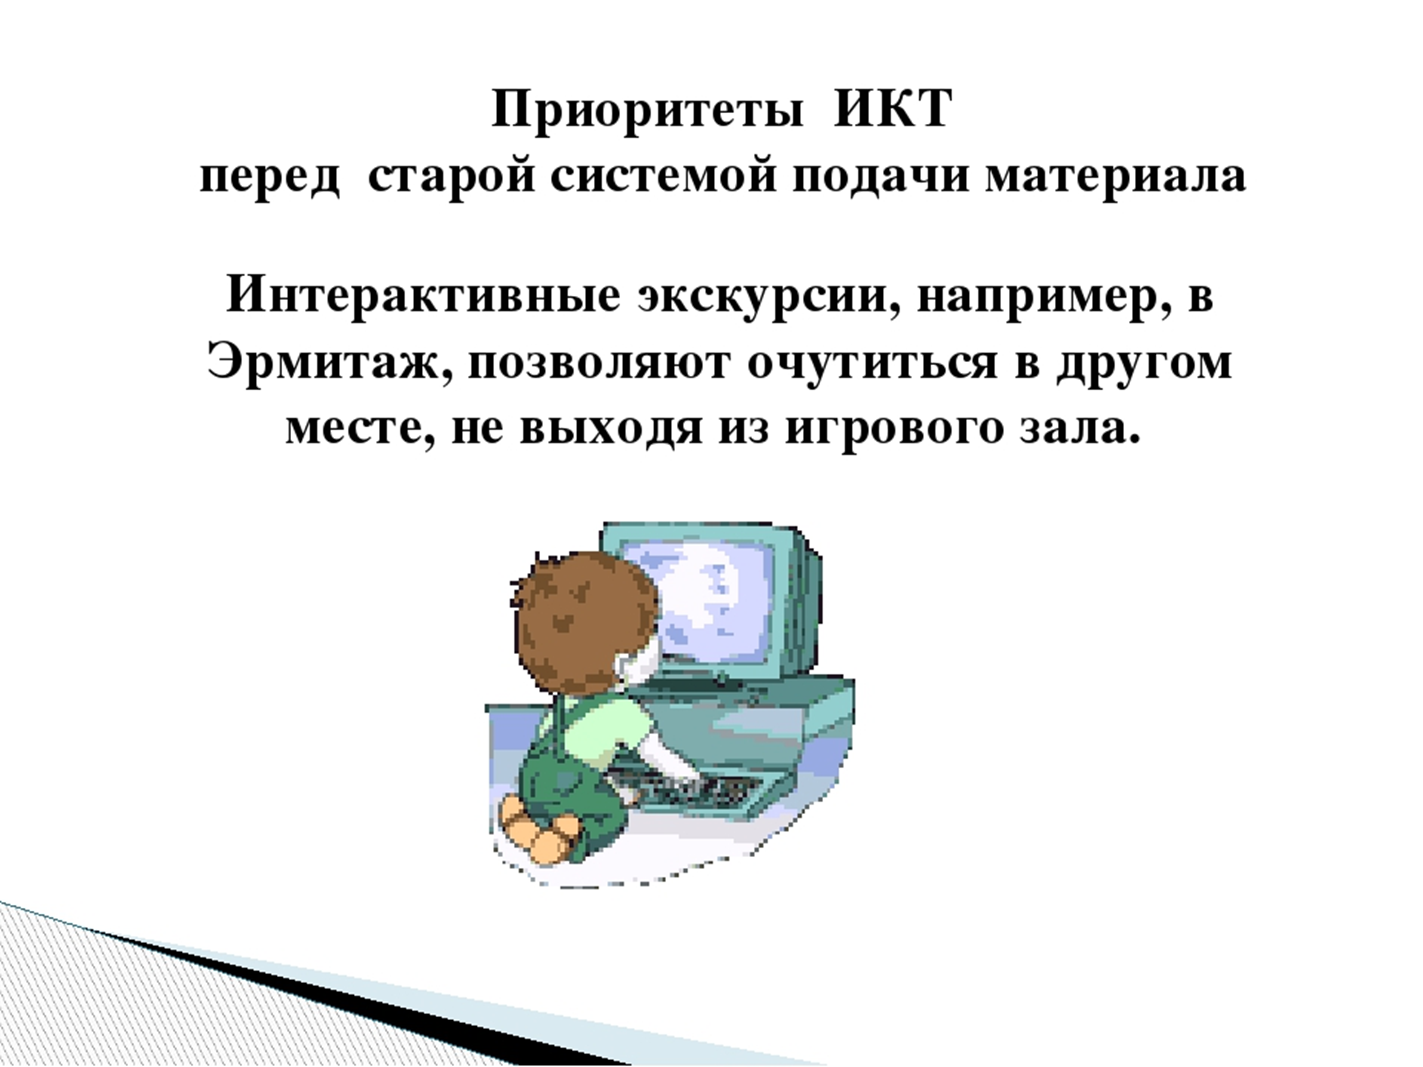 Приоритеты ИКТ
перед старой системой подачи материала
Интерактивные экскурсии, например, в
Эрмитаж, позволяют очутиться в другом
месте, не выходя из игрового зала.